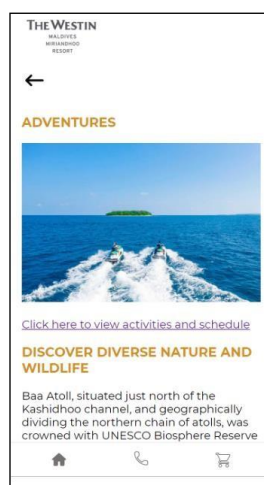 THE WESTIN
MALDIVES
MIRIANDHOO
RESORT
ADVENTURES
Click here to view activities and schedule
DISCOVER DIVERSE NATURE AND
WILDLIFE
Baa Atoll, situated just north of the
Kashidhoo channel, and geographically
dividing the northern chain of atolls, was
crowned with UNESCO Biosphere Reserve